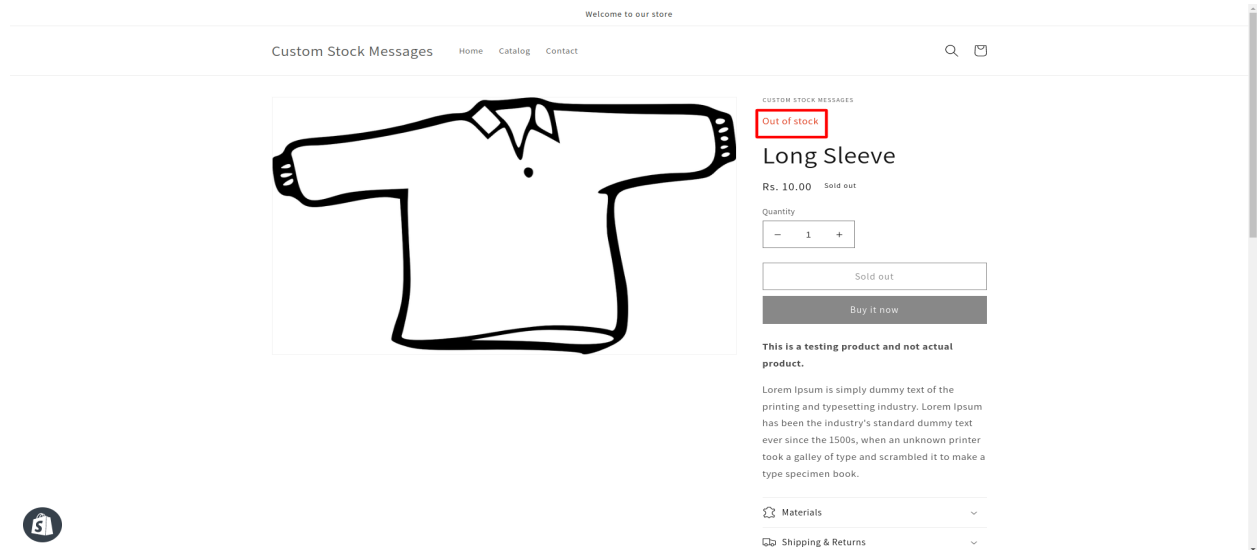 Welcome to our store
Custom Stock Messages
Home
Catalog
Contact
CUSTOM STOCK MESSAGES
Out of stock
Long Sleeve
Rs. 10.00 Sold out
Quantity
− 1 +
Sold out
Buy it now
This is a testing product and not actual
product.
Lorem Ipsum is simply dummy text of the
printing and typesetting industry. Lorem Ipsum
has been the industry's standard dummy text
ever since the 1500s, when an unknown printer
took a galley of type and scrambled it to make a
type specimen book.
Materials
Shipping & Returns